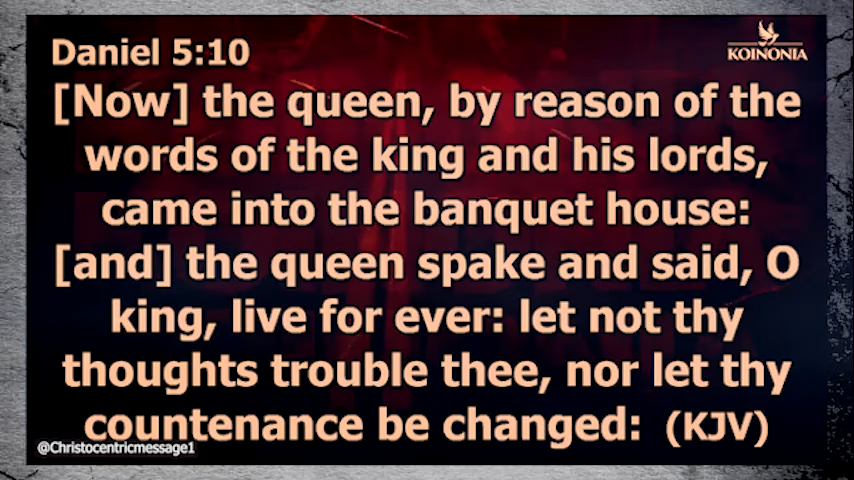 Daniel 5:10
KOINONIA
[Now] the queen, by reason of the
words of the king and his lords,
came into the banquet house:
[and] the queen spake and said, O
king, live for ever: let not thy
thoughts trouble thee, nor let thy
countenance be changed: (KJV)
@Christocentricmessage1